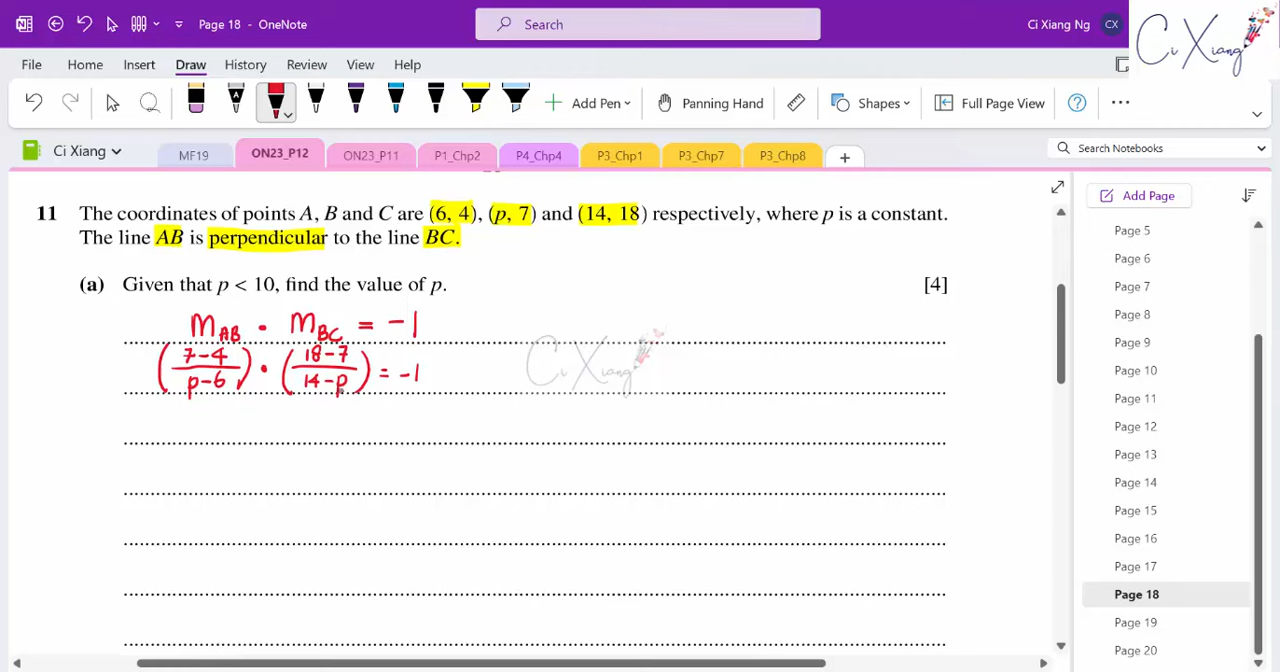 Page 18 - OneNote
Search
Ci Xiang Ng
CX
Ci Xiang
File Home Insert Draw History Review View Help
A
Add Pen
Panning Hand
Shapes
Full Page View
?
Ci Xiang
MF19
ON23_P12
ON23_P11
P1_Chp2
P4_Chp4
P3_Chp1
P3_Chp7
P3_Chp8
+
Search Notebooks
Add Page
11 The coordinates of points A, B and C are (6, 4), (p, 7) and (14, 18) respectively, where p is a constant.
The line AB is perpendicular to the line BC.
(a) Given that p < 10, find the value of p. [4]
M_AB · M_BC = -1
((7-4)/(p-6)) · ((18-7)/(14-p)) = -1
Ci Xiang
Page 5
Page 6
Page 7
Page 8
Page 9
Page 10
Page 11
Page 12
Page 13
Page 14
Page 15
Page 16
Page 17
Page 18
Page 19
Page 20